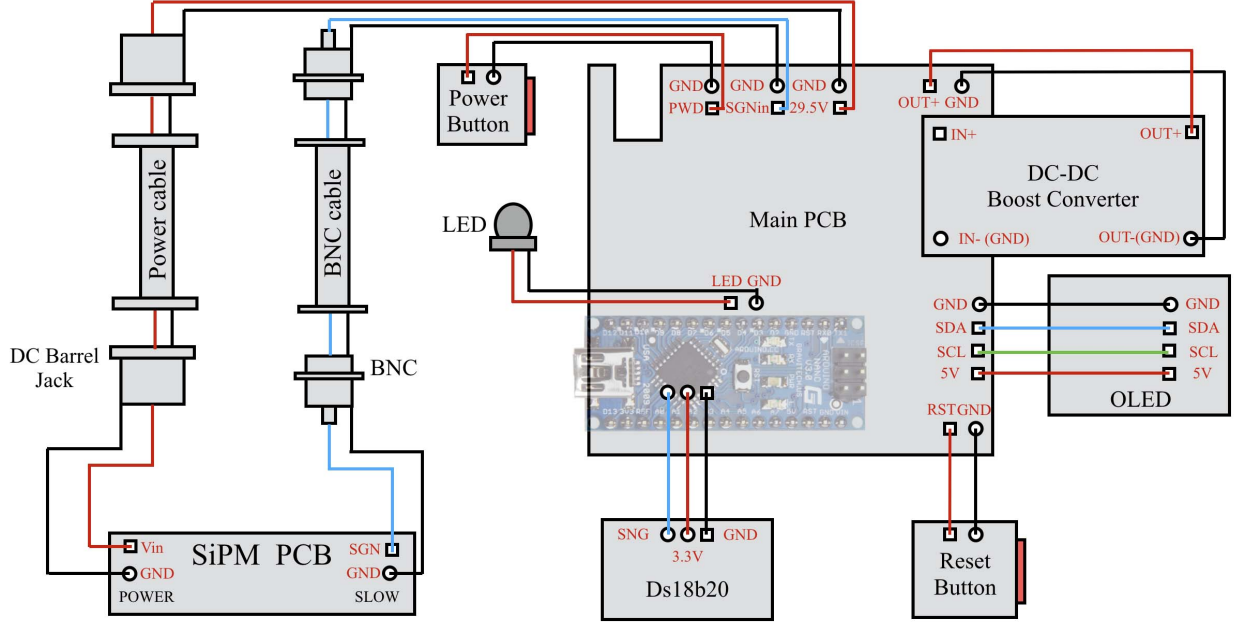 GND
GND
GND
PWD
SGNin
29.5V
OUT+ GND
Power
Button
IN+
OUT+
DC-DC
Boost Converter
IN- (GND)
OUT-(GND)
Power cable
BNC cable
LED
Main PCB
LED GND
GND
SDA
SCL
5V
GND
SDA
SCL
5V
OLED
DC Barrel
Jack
BNC
RST GND
SiPM PCB
Vin
GND
POWER
SGN
GND
SLOW
SNG
3.3V
GND
Ds18b20
Reset
Button